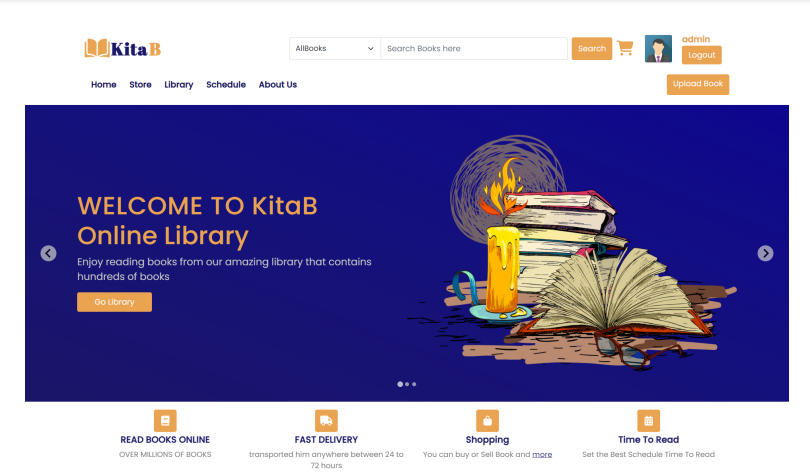 KitaB
AllBooks
Search Books here
Search
admin
Logout
Home Store Library Schedule About Us
Upload Book
WELCOME TO KitaB
Online Library
Enjoy reading books from our amazing library that contains
hundreds of books
Go Library
READ BOOKS ONLINE
OVER MILLIONS OF BOOKS
FAST DELIVERY
transported him anywhere between 24 to
72 hours
Shopping
You can buy or Sell Book and more
Time To Read
Set the Best Schedule Time To Read